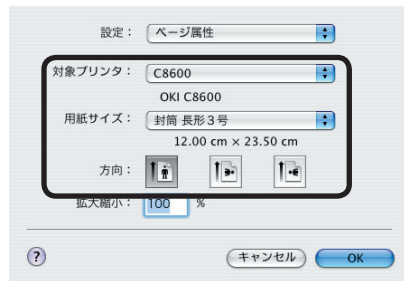 設定： ページ属性
対象プリンタ： C8600
OKI C8600
用紙サイズ： 封筒 長形3号
12.00 cm × 23.50 cm
方向：
拡大縮小： 100 %
? キャンセル OK